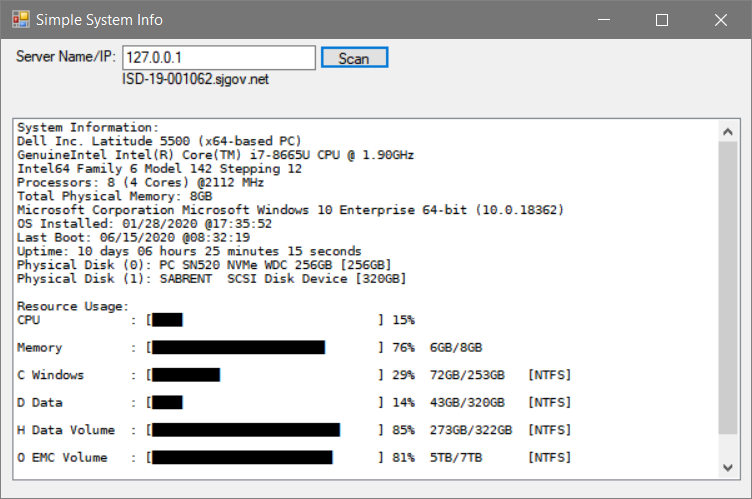 Simple System Info
Server Name/IP: 127.0.0.1 Scan
ISD-19-001062.sjgov.net
System Information:
Dell Inc. Latitude 5500 (x64-based PC)
GenuineIntel Intel(R) Core(TM) i7-8665U CPU @ 1.90GHz
Intel64 Family 6 Model 142 Stepping 12
Processors: 8 (4 Cores) @2112 MHz
Total Physical Memory: 8GB
Microsoft Corporation Microsoft Windows 10 Enterprise 64-bit (10.0.18362)
OS Installed: 01/28/2020 @17:35:52
Last Boot: 06/15/2020 @08:32:19
Uptime: 10 days 06 hours 25 minutes 15 seconds
Physical Disk (0): PC SN520 NVMe WDC 256GB [256GB]
Physical Disk (1): SABRENT  SCSI Disk Device [320GB]
Resource Usage:
CPU : [████ ] 15%
Memory : [███████████████████████ ] 76% 6GB/8GB
C Windows : [█████████ ] 29% 72GB/253GB [NTFS]
D Data : [████ ] 14% 43GB/320GB [NTFS]
H Data Volume : [█████████████████████████ ] 85% 273GB/322GB [NTFS]
O EMC Volume : [████████████████████████ ] 81% 5TB/7TB [NTFS]